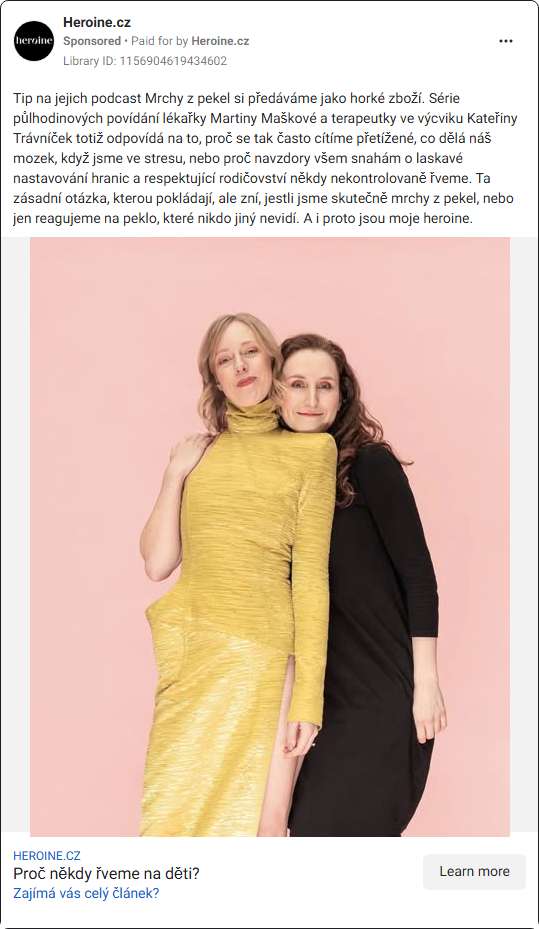 heroine
Heroine.cz
Sponsored • Paid for by Heroine.cz
Library ID: 1156904619434602
Tip na jejich podcast Mrchy z pekel si předáváme jako horké zboží. Série
půlhodinových povídání lékařky Martiny Maškové a terapeutky ve výcviku Kateřiny
Trávníček totiž odpovídá na to, proč se tak často cítíme přetížené, co dělá náš
mozek, když jsme ve stresu, nebo proč navzdory všem snahám o laskavé
nastavování hranic a respektující rodičovství někdy nekontrolovaně řveme. Ta
zásadní otázka, kterou pokládají, ale zní, jestli jsme skutečně mrchy z pekel, nebo
jen reagujeme na peklo, které nikdo jiný nevidí. A i proto jsou moje heroine.
HEROINE.CZ
Proč někdy řveme na děti?
Zajímá vás celý článek?
Learn more